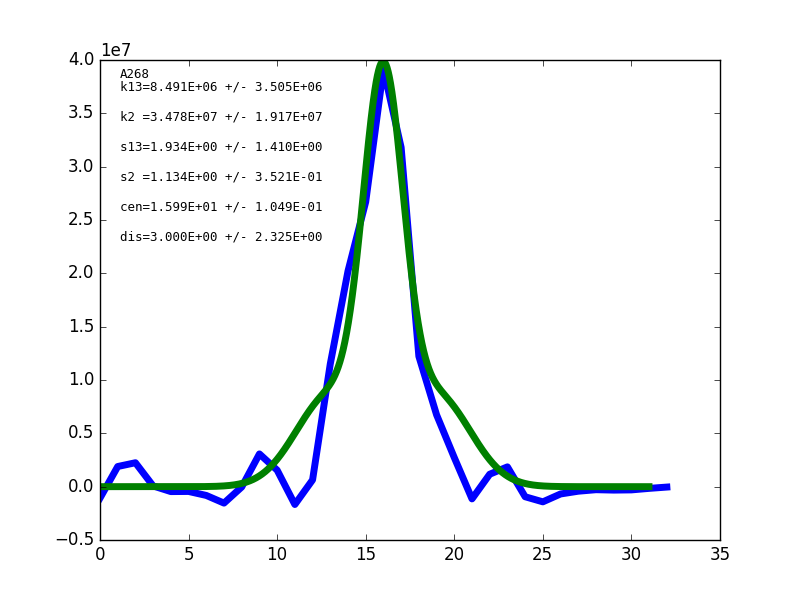 1e7
4.0
3.5
3.0
2.5
2.0
1.5
1.0
0.5
0.0
−0.5
A268
k13=8.491E+06 +/- 3.505E+06
k2 =3.478E+07 +/- 1.917E+07
s13=1.934E+00 +/- 1.410E+00
s2 =1.134E+00 +/- 3.521E-01
cen=1.599E+01 +/- 1.049E-01
dis=3.000E+00 +/- 2.325E+00
0 5 10 15 20 25 30 35